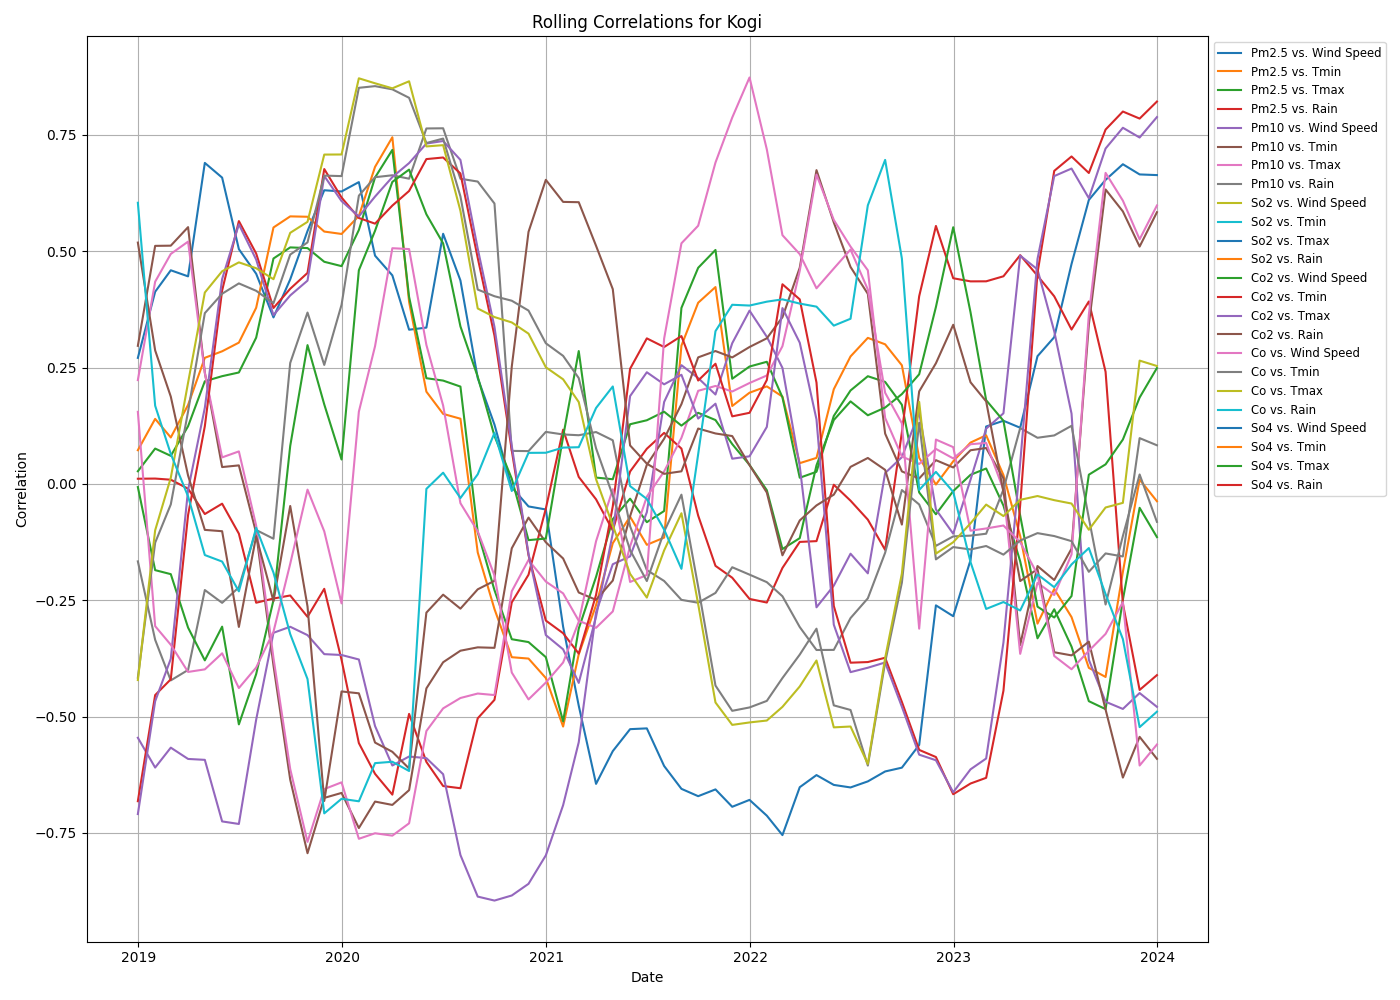 Rolling Correlations for Kogi
Correlation
0.75
0.50
0.25
0.00
−0.25
−0.50
−0.75
2019
2020
2021
2022
2023
2024
Date
Pm2.5 vs. Wind Speed
Pm2.5 vs. Tmin
Pm2.5 vs. Tmax
Pm2.5 vs. Rain
Pm10 vs. Wind Speed
Pm10 vs. Tmin
Pm10 vs. Tmax
Pm10 vs. Rain
So2 vs. Wind Speed
So2 vs. Tmin
So2 vs. Tmax
So2 vs. Rain
Co2 vs. Wind Speed
Co2 vs. Tmin
Co2 vs. Tmax
Co2 vs. Rain
Co vs. Wind Speed
Co vs. Tmin
Co vs. Tmax
Co vs. Rain
So4 vs. Wind Speed
So4 vs. Tmin
So4 vs. Tmax
So4 vs. Rain